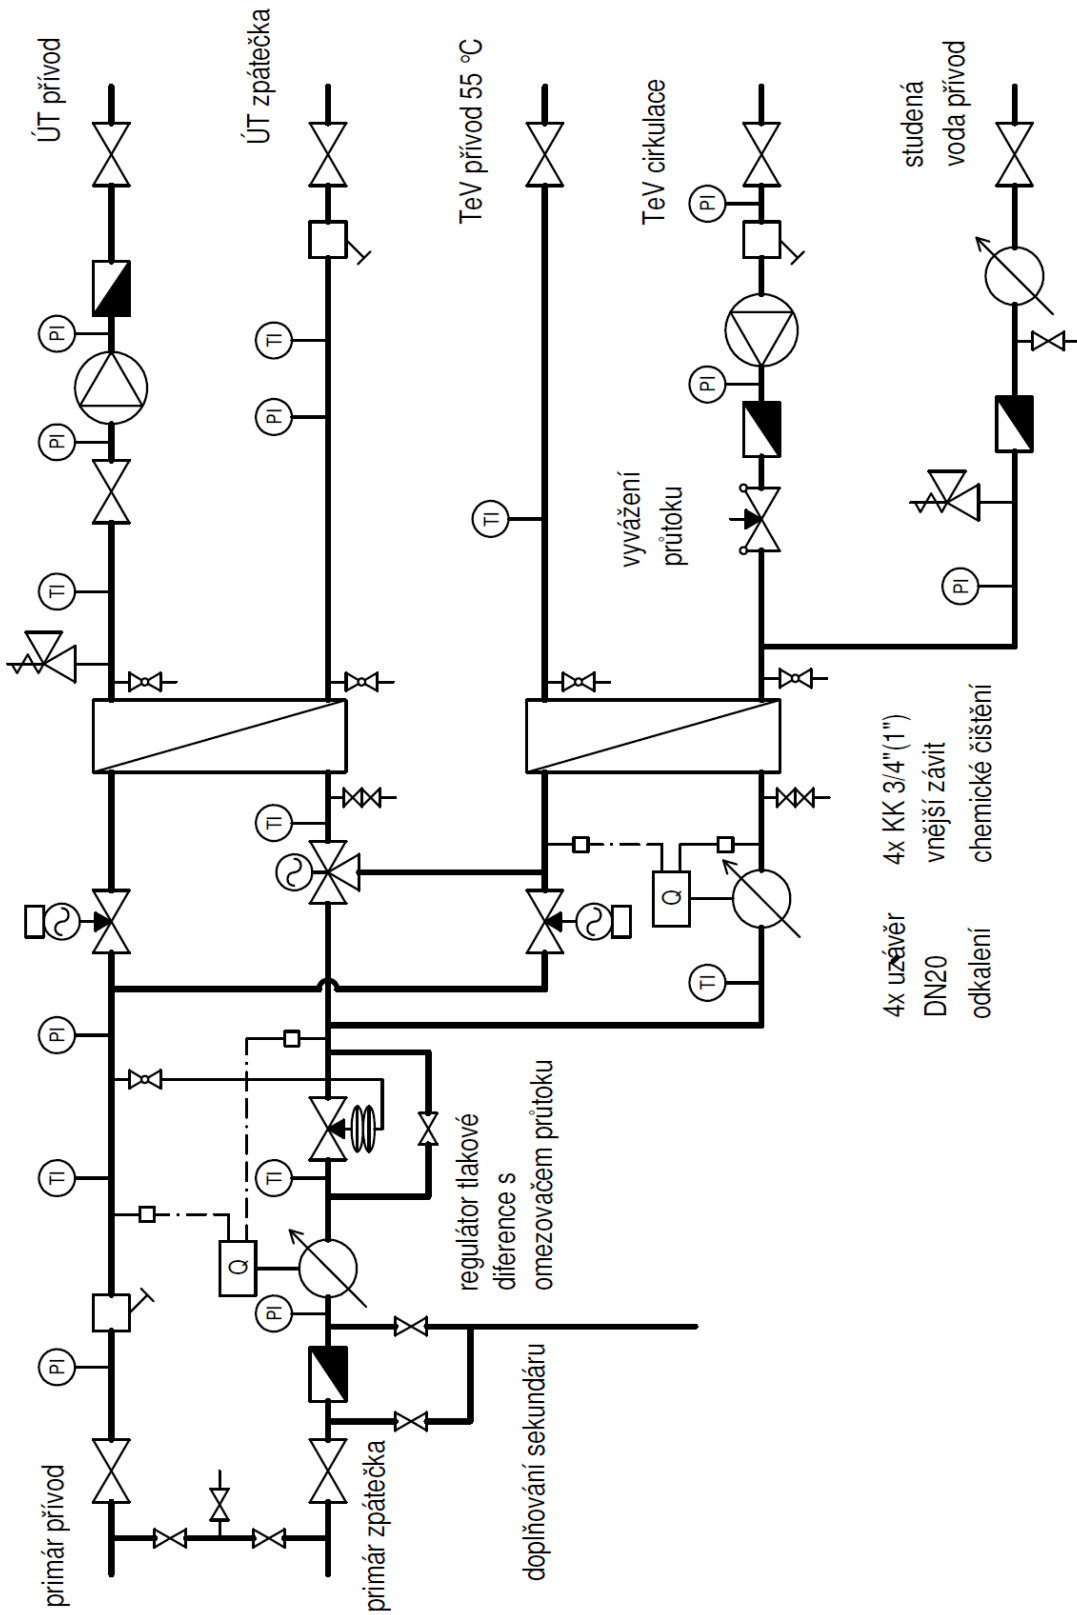 ÚT přívod
ÚT zpátečka
TeV přívod 55 °C
TeV cirkulace
studená
voda přívod
PI
PI
TI
TI
PI
TI
PI
PI
PI
vyvážení
průtoku
TI
TI
Q
PI
TI
TI
Q
PI
PI
regulátor tlakové
diference s
omezovačem průtoku
4x uzávěr
DN20
odkalení
4x KK 3/4"(1")
vnější závit
chemické čištění
primár přívod
primár zpátečka
doplňování sekundáru